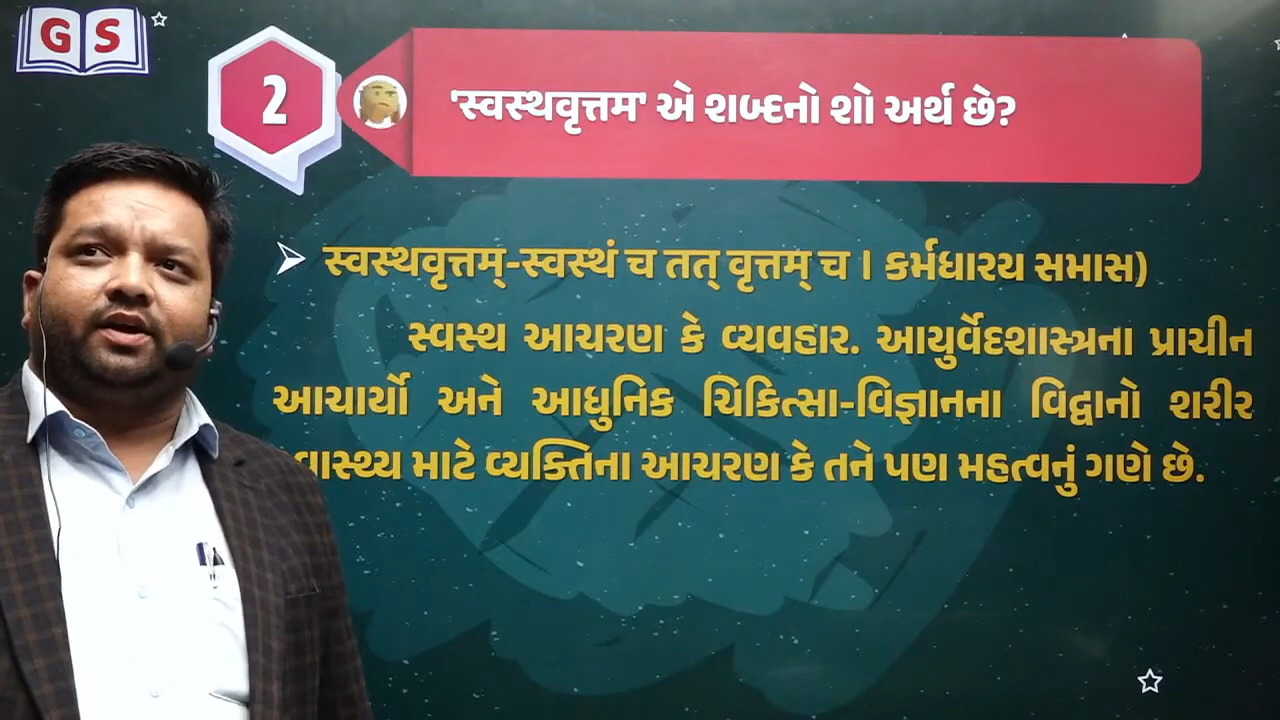 GS
2
'સ્વસ્થવૃત્તમ' એ શબ્દનો શો અર્થ છે?
સ્વસ્થવૃત્તમ્-સ્વસ્થં ચ તત્ વૃત્તમ્ ચ । કર્મધારય સમાસ)
સ્વસ્થ આચરણ કે વ્યવહાર. આયુર્વેદશાસ્ત્રના પ્રાચીન
આચાર્યો અને આધુનિક ચિકિત્સા-વિજ્ઞાનના વિદ્વાનો શરીર
માટે વ્યક્તિના આચરણ કે તને પણ મહત્વનું ગણે છે.